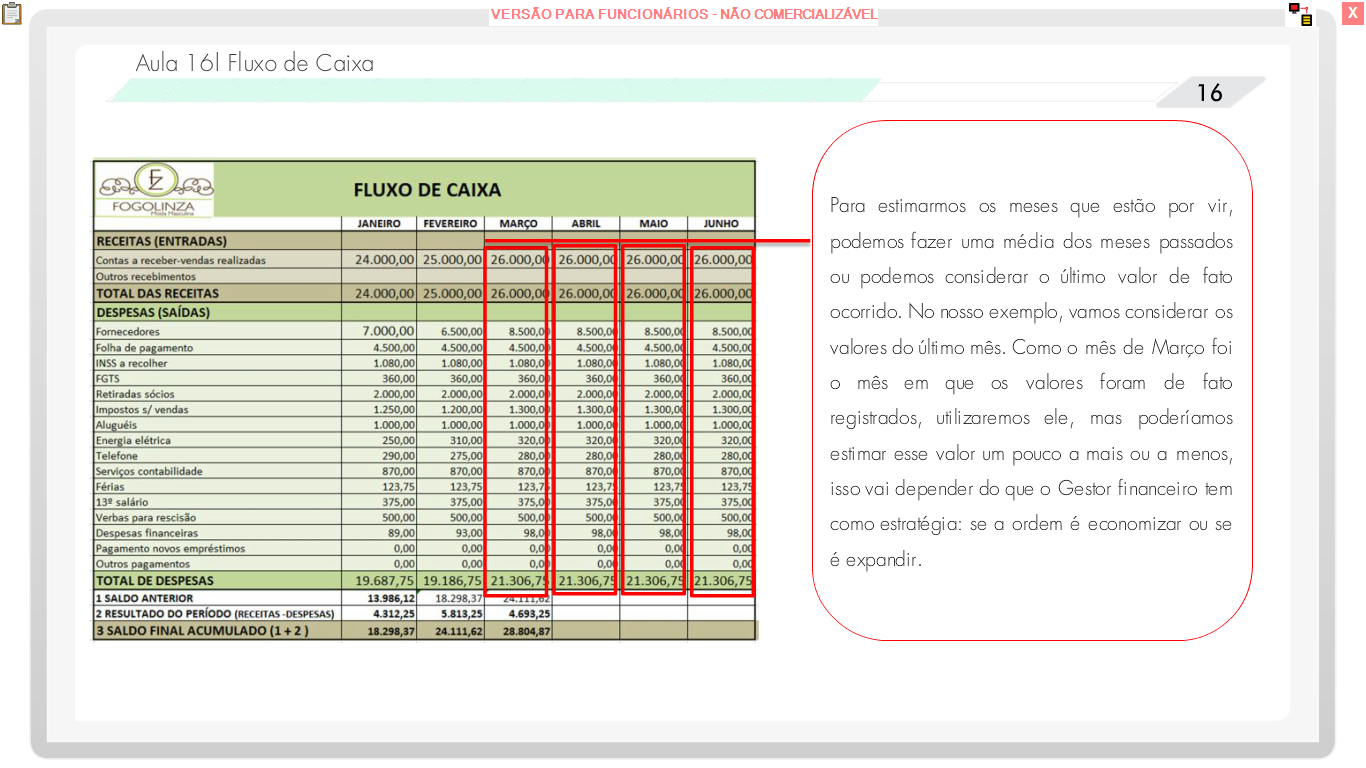 VERSÃO PARA FUNCIONÁRIOS - NÃO COMERCIALIZÁVEL
X
Aula 16| Fluxo de Caixa
16
FZ
FOGOLINZA
Moda Masculina
FLUXO DE CAIXA
JANEIRO FEVEREIRO MARÇO ABRIL MAIO JUNHO
RECEITAS (ENTRADAS)
Contas a receber-vendas realizadas 24.000,00 25.000,00 26.000,00 26.000,00 26.000,00 26.000,00
Outros recebimentos
TOTAL DAS RECEITAS 24.000,00 25.000,00 26.000,00 26.000,00 26.000,00 26.000,00
DESPESAS (SAÍDAS)
Fornecedores 7.000,00 6.500,00 8.500,00 8.500,00 8.500,00 8.500,00
Folha de pagamento 4.500,00 4.500,00 4.500,00 4.500,00 4.500,00 4.500,00
INSS a recolher 1.080,00 1.080,00 1.080,00 1.080,00 1.080,00 1.080,00
FGTS 360,00 360,00 360,00 360,00 360,00 360,00
Retiradas sócios 2.000,00 2.000,00 2.000,00 2.000,00 2.000,00 2.000,00
Impostos s/ vendas 1.250,00 1.200,00 1.300,00 1.300,00 1.300,00 1.300,00
Aluguéis 1.000,00 1.000,00 1.000,00 1.000,00 1.000,00 1.000,00
Energia elétrica 250,00 310,00 320,00 320,00 320,00 320,00
Telefone 290,00 275,00 280,00 280,00 280,00 280,00
Serviços contabilidade 870,00 870,00 870,00 870,00 870,00 870,00
Férias 123,75 123,75 123,75 123,75 123,75 123,75
13º salário 375,00 375,00 375,00 375,00 375,00 375,00
Verbas para rescisão 500,00 500,00 500,00 500,00 500,00 500,00
Despesas financeiras 89,00 93,00 98,00 98,00 98,00 98,00
Pagamento novos empréstimos 0,00 0,00 0,00 0,00 0,00 0,00
Outros pagamentos 0,00 0,00 0,00 0,00 0,00 0,00
TOTAL DE DESPESAS 19.687,75 19.186,75 21.306,75 21.306,75 21.306,75 21.306,75
1 SALDO ANTERIOR 13.986,12 18.298,37 24.111,62
2 RESULTADO DO PERÍODO (RECEITAS -DESPESAS) 4.312,25 5.813,25 4.693,25
3 SALDO FINAL ACUMULADO (1 + 2 ) 18.298,37 24.111,62 28.804,87
Para estimarmos os meses que estão por vir,
podemos fazer uma média dos meses passados
ou podemos considerar o último valor de fato
ocorrido. No nosso exemplo, vamos considerar os
valores do último mês. Como o mês de Março foi
o mês em que os valores foram de fato
registrados, utilizaremos ele, mas poderíamos
estimar esse valor um pouco a mais ou a menos,
isso vai depender do que o Gestor financeiro tem
como estratégia: se a ordem é economizar ou se
é expandir.